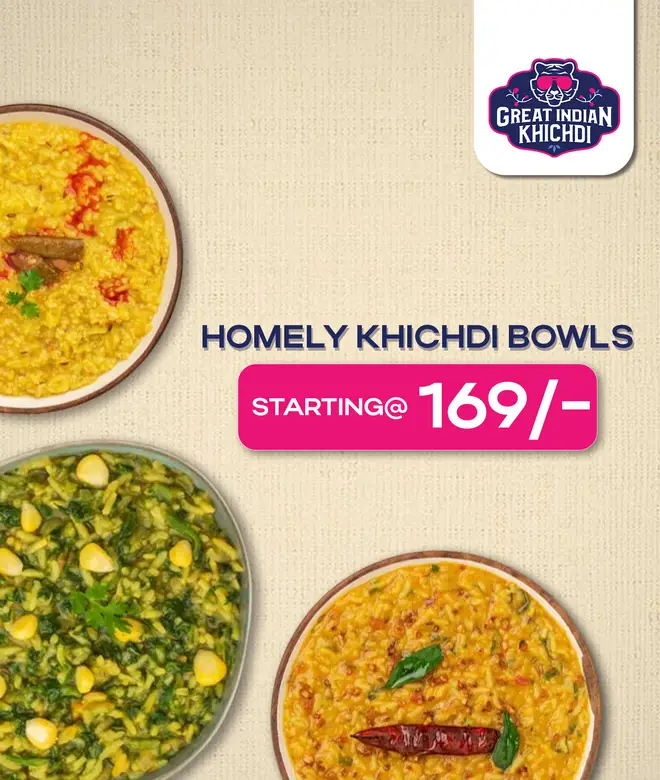 GREAT INDIAN
KHICHDI
HOMELY KHICHDI BOWLS
STARTING@ 169/-